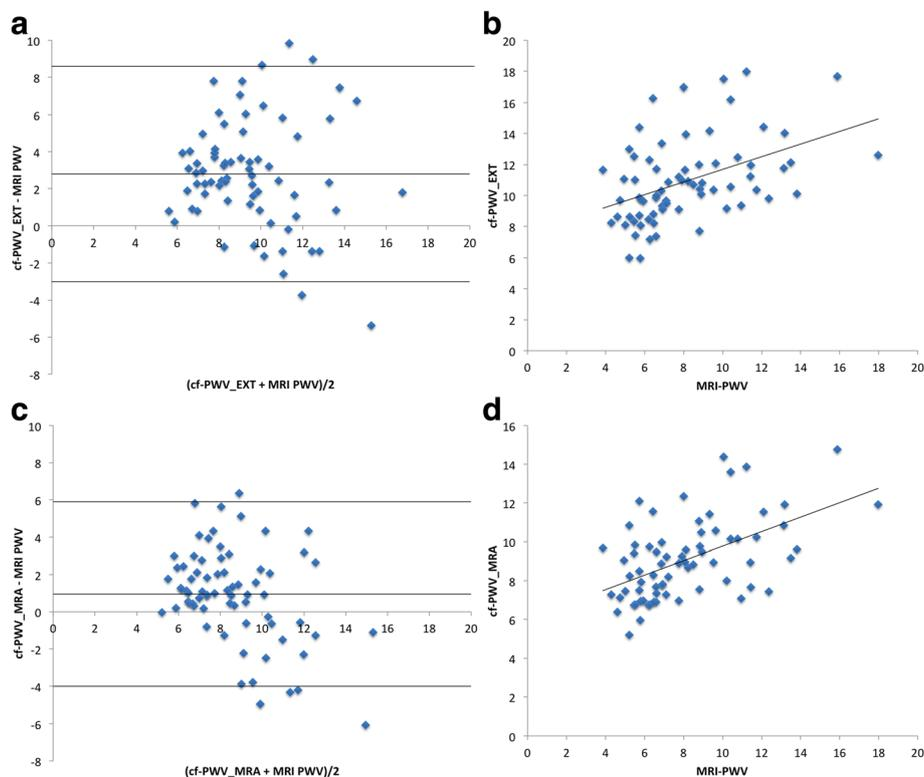 a
10
8
6
4
2
0
-2
-4
-6
-8
0 2 4 6 8 10 12 14 16 18 20
cf-PWV_EXT - MRI PWV
(cf-PWV_EXT + MRI PWV)/2
b
20
18
16
14
12
10
8
6
4
2
0
0 2 4 6 8 10 12 14 16 18 20
cf-PWV_EXT
MRI-PWV
c
10
8
6
4
2
0
-2
-4
-6
-8
0 2 4 6 8 10 12 14 16 18 20
cf-PWV_MRA - MRI PWV
(cf-PWV_MRA + MRI PWV)/2
d
16
14
12
10
8
6
4
2
0
0 2 4 6 8 10 12 14 16 18 20
cf-PWV_MRA
MRI-PWV